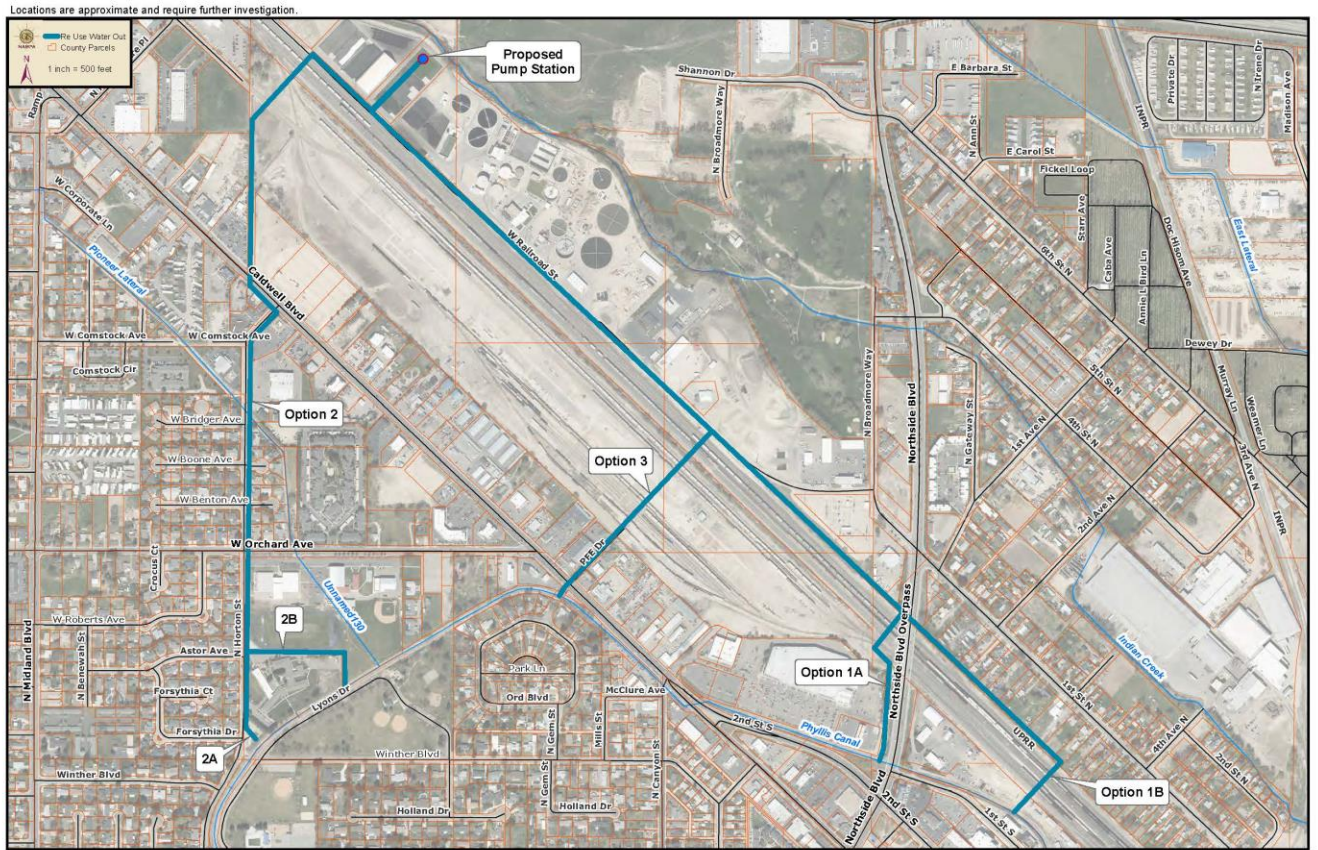 Locations are approximate and require further investigation.
NAMPA
Re Use Water Out
County Parcels
N
1 inch = 500 feet
Proposed
Pump Station
Shannon Dr
E Barbara St
Private Dr
N Irene Dr
Madison Ave
Ramp
N Broadmore Way
N Ann St
INPR
E Carol St
Fickel Loop
W Corporate Ln
Starr Ave
Caba Ave
Annie L Bird Ln
Doc Hisom Ave
East Lateral
6th St N
Pioneer Lateral
W Railroad St
Caldwell Blvd
W Comstock Ave
W Comstock Ave
Comstock Cir
Dewey Dr
N Broadmore Way
Northside Blvd
N Gateway St
5th St N
Murray Ln
Weamer Ln
Option 2
W Bridger Ave
1st Ave N
4th St N
3rd Ave N
Option 3
W Boone Ave
W Benton Ave
2nd Ave N
INPR
W Orchard Ave
PFE Dr
Crocus Ct
Unnamed130
W Roberts Ave
N Horton St
Northside Blvd Overpass
Indian Creek
N Midland Blvd
N Benewah St
Astor Ave
2B
Park Ln
Option 1A
Forsythia Ct
Lyons Dr
Ord Blvd
McClure Ave
1st St N
Forsythia Dr
N Gem St
Mills St
2nd St S
Phyllis Canal
UPRR
4th Ave N
2A
Winther Blvd
N Canyon St
2nd St N
Winther Blvd
N Gem St
Northside Blvd
Option 1B
Holland Dr
Holland Dr
2nd St S
1st St S